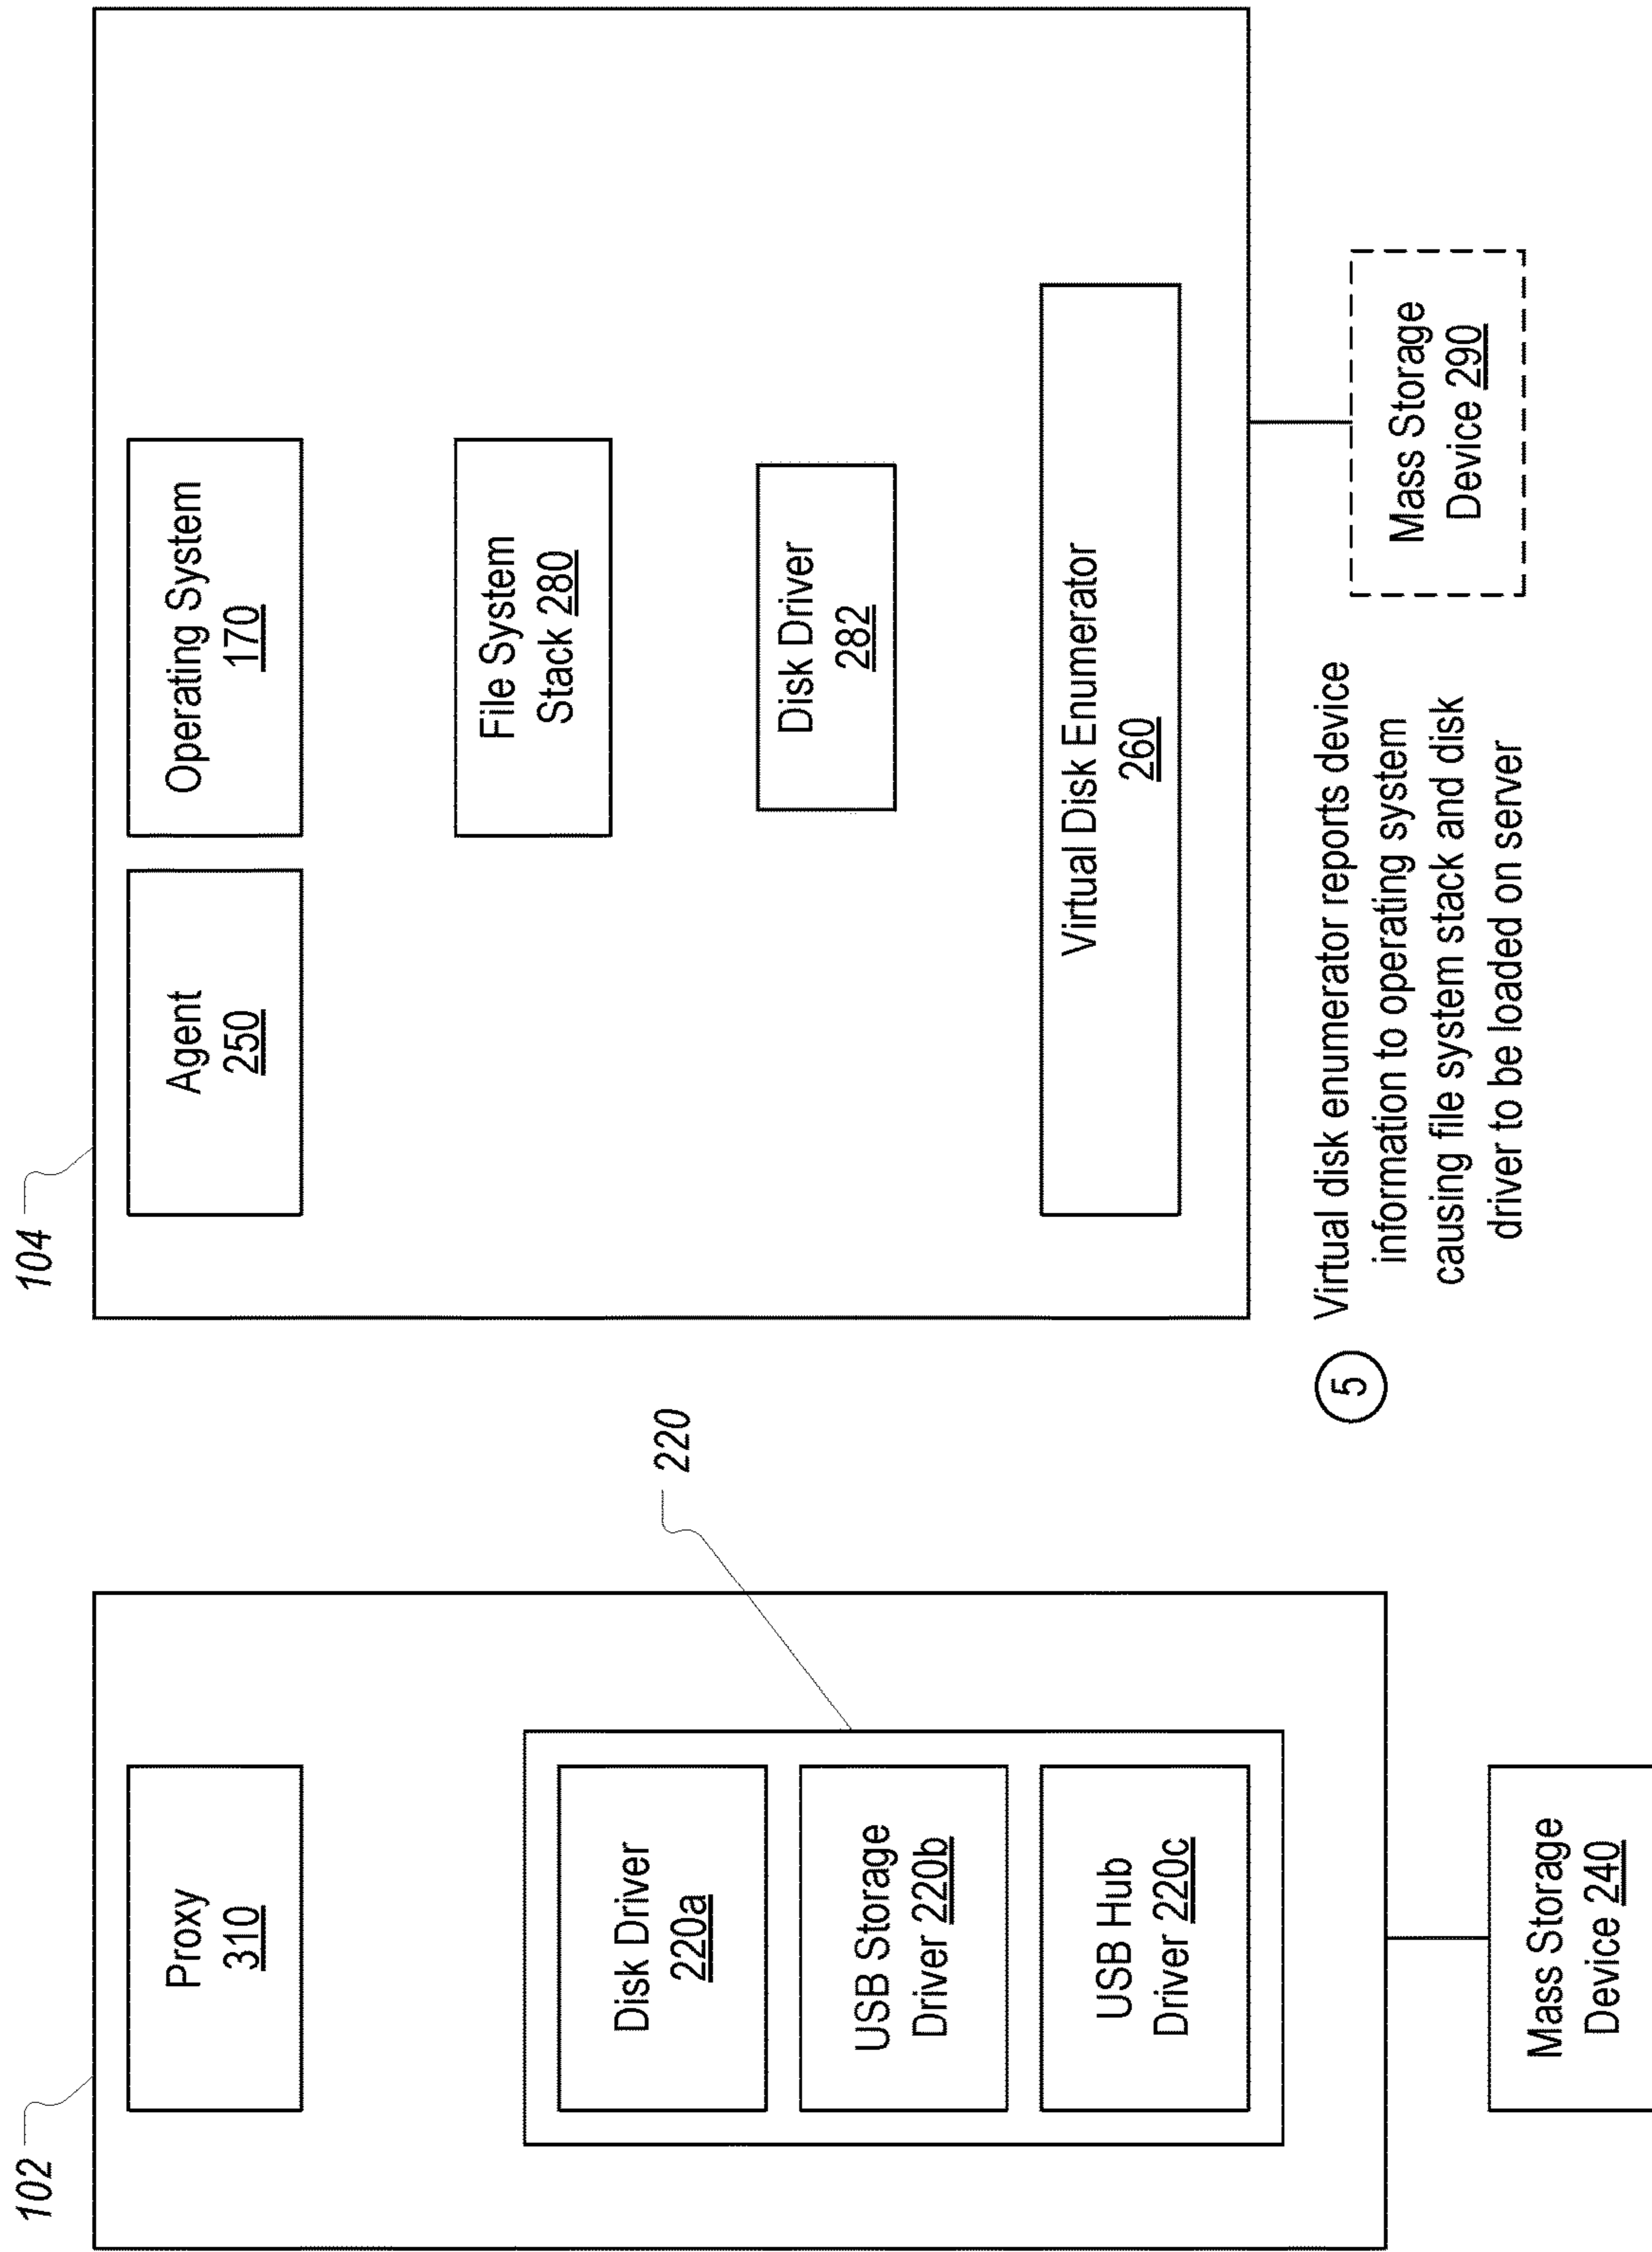 102
Proxy
310
220
Disk Driver
220a
USB Storage
Driver 220b
USB Hub
Driver 220c
Mass Storage
Device 240
104
Agent
250
Operating System
170
File System
Stack 280
Disk Driver
282
Virtual Disk Enumerator
260
Mass Storage
Device 290
5
Virtual disk enumerator reports device
information to operating system
causing file system stack and disk
driver to be loaded on server